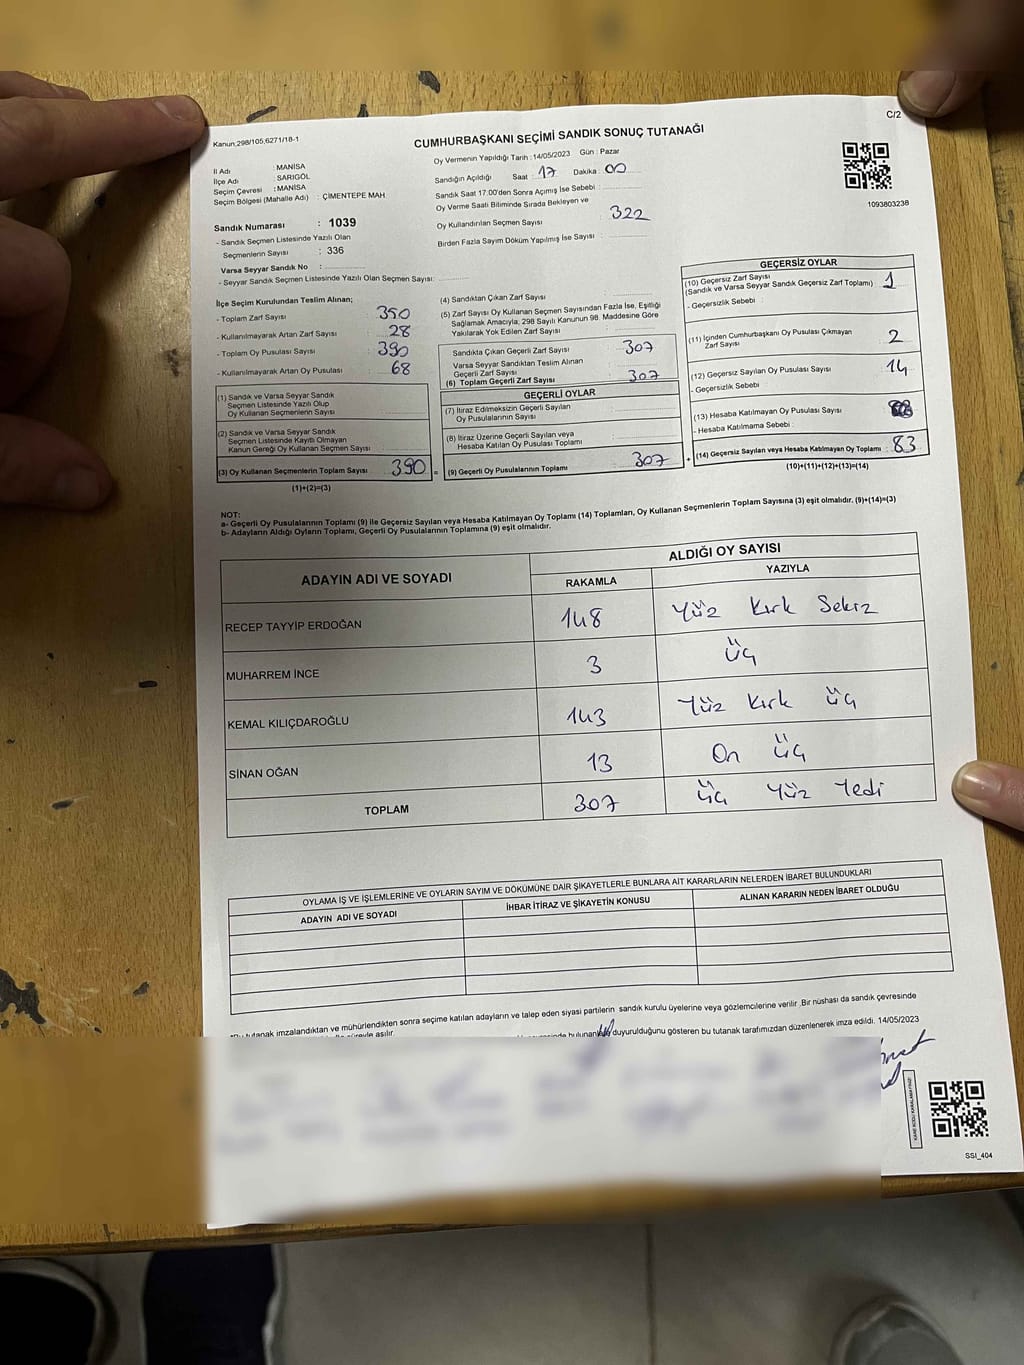 C/2
Kanun,298/105,6271/18-1
CUMHURBAŞKANI SEÇİMİ SANDIK SONUÇ TUTANAĞI
İl Adı : MANİSA
İlçe Adı : SARIGÖL
Seçim Çevresi : MANİSA
Seçim Bölgesi (Mahalle Adı) : ÇİMENTEPE MAH
Oy Vermenin Yapıldığı Tarih : 14/05/2023 Gün : Pazar
Sandığın Açıldığı Saat : 17 Dakika : 00
Sandık Saat 17:00'den Sonra Açmış İse Sebebi :
Oy Verme Saati Bitiminde Sırada Bekleyen ve
Oy Kullandırılan Seçmen Sayısı 322
Birden Fazla Sayım Döküm Yapılmış İse Sayısı :
1093803238
Sandık Numarası : 1039
- Sandık Seçmen Listesinde Yazılı Olan
Seçmenlerin Sayısı : 336
Varsa Seyyar Sandık No :
- Seyyar Sandık Seçmen Listesinde Yazılı Olan Seçmen Sayısı:
İlçe Seçim Kurulundan Teslim Alınan;
- Toplam Zarf Sayısı 350
- Kullanılmayarak Artan Zarf Sayısı 28
- Toplam Oy Pusulası Sayısı 390
- Kullanılmayarak Artan Oy Pusulası 68
(1) Sandık ve Varsa Seyyar Sandık
Seçmen Listesinde Yazılı Olup
Oy Kullanan Seçmenlerin Sayısı
(2) Sandık ve Varsa Seyyar Sandık
Seçmen Listesinde Kayıtlı Olmayan
Kanun Gereği Oy Kullanan Seçmen Sayısı
(3) Oy Kullanan Seçmenlerin Toplam Sayısı 390 =
(1)+(2)=(3)
(4) Sandıktan Çıkan Zarf Sayısı
(5) Zarf Sayısı Oy Kullanan Seçmen Sayısından Fazla İse, Eşitliği
Sağlamak Amacıyla, 298 Sayılı Kanunun 98. Maddesine Göre
Yakılarak Yok Edilen Zarf Sayısı
Sandıkta Çıkan Geçerli Zarf Sayısı 307
Varsa Seyyar Sandıktan Teslim Alınan
Geçerli Zarf Sayısı
(6) Toplam Geçerli Zarf Sayısı 307
GEÇERLİ OYLAR
(7) İtiraz Edilmeksizin Geçerli Sayılan
Oy Pusulalarının Sayısı
(8) İtiraz Üzerine Geçerli Sayılan veya
Hesaba Katılan Oy Pusulası Toplamı
(9) Geçerli Oy Pusulalarının Toplamı 307 +
GEÇERSİZ OYLAR
(10) Geçersiz Zarf Sayısı 1
(Sandık ve Varsa Seyyar Sandık Geçersiz Zarf Toplamı)
- Geçersizlik Sebebi :
(11) İçinden Cumhurbaşkanı Oy Pusulası Çıkmayan 2
Zarf Sayısı
(12) Geçersiz Sayılan Oy Pusulası Sayısı 14
- Geçersizlik Sebebi
(13) Hesaba Katılmayan Oy Pusulası Sayısı
- Hesaba Katılmama Sebebi :
(14) Geçersiz Sayılan veya Hesaba Katılmayan Oy Toplamı : 83
(10)+(11)+(12)+(13)=(14)
NOT:
a- Geçerli Oy Pusulalarının Toplamı (9) ile Geçersiz Sayılan veya Hesaba Katılmayan Oy Toplamı (14) Toplamları, Oy Kullanan Seçmenlerin Toplam Sayısına (3) eşit olmalıdır. (9)+(14)=(3)
b- Adayların Aldığı Oyların Toplamı, Geçerli Oy Pusulalarının Toplamına (9) eşit olmalıdır.
ADAYIN ADI VE SOYADI
ALDIĞI OY SAYISI
RAKAMLA YAZIYLA
RECEP TAYYİP ERDOĞAN 148 Yüz Kırk Sekiz
MUHARREM İNCE 3 Üç
KEMAL KILIÇDAROĞLU 143 Yüz Kırk üç
SİNAN OĞAN 13 On üç
TOPLAM 307 üç Yüz Yedi
OYLAMA İŞ VE İŞLEMLERİNE VE OYLARIN SAYIM VE DÖKÜMÜNE DAİR ŞİKAYETLERLE BUNLARA AİT KARARLARIN NELERDEN İBARET BULUNDUKLARI
ADAYIN ADI VE SOYADI İHBAR İTİRAZ VE ŞİKAYETİN KONUSU ALINAN KARARIN NEDEN İBARET OLDUĞU
tutanak imzalandıktan ve mühürlendikten sonra seçime katılan adayların ve talep eden siyasi partilerin sandık kurulu üyelerine veya gözlemcilerine verilir .Bir nüshası da sandık çevresinde
asılır.
duyurulduğunu gösteren bu tutanak tarafımızdan düzenlenerek imza edildi. 14/05/2023
SSI_404